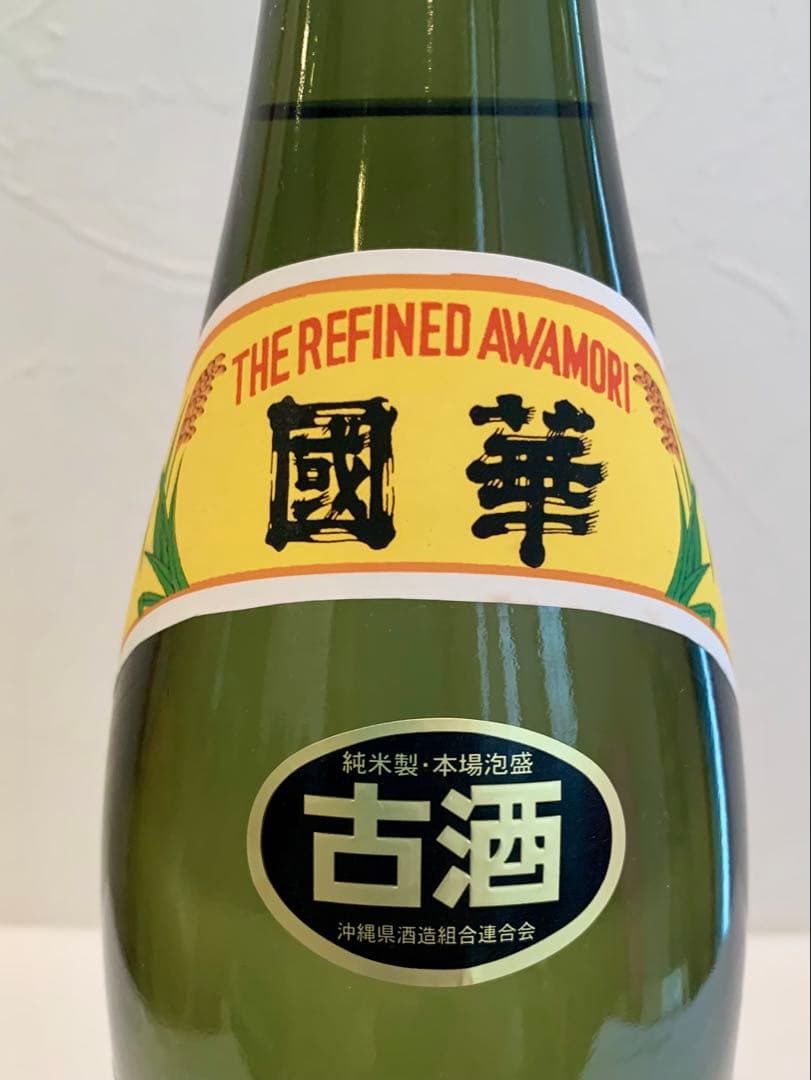 THE REFINED AWAMORI
國華
純米製・本場泡盛
古酒
沖縄県酒造組合連合会